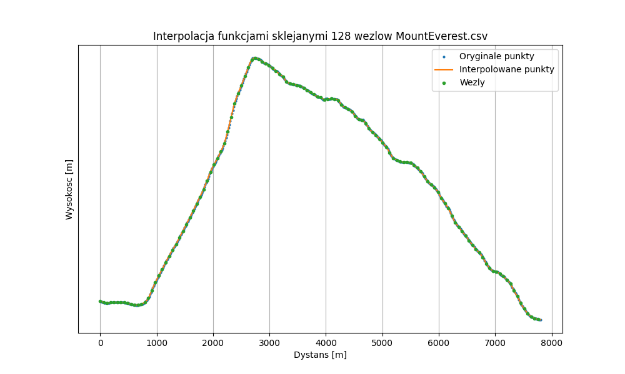 Interpolacja funkcjami sklejanymi 128 wezlow MountEverest.csv
Oryginale punkty
Interpolowane punkty
Wezly
Wysokosc [m]
0 1000 2000 3000 4000 5000 6000 7000 8000
Dystans [m]